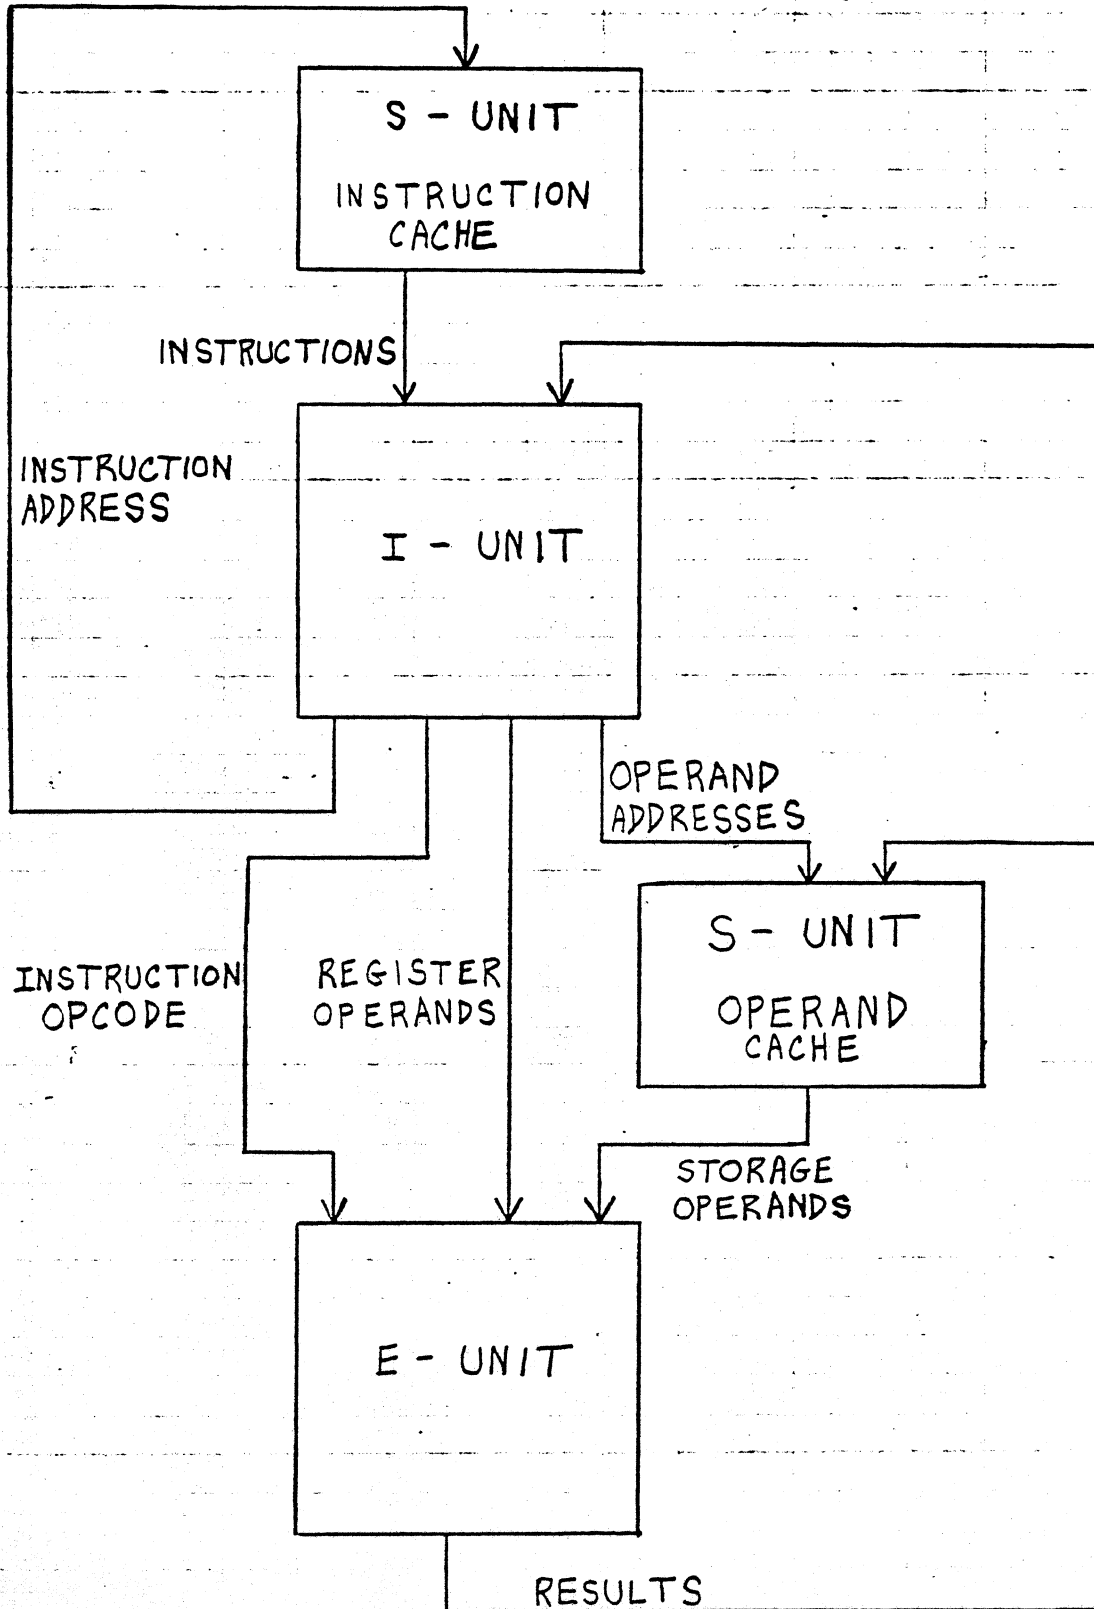 S - UNIT
INSTRUCTION
CACHE
INSTRUCTIONS
INSTRUCTION
ADDRESS
I - UNIT
OPERAND
ADDRESSES
S - UNIT
OPERAND
CACHE
INSTRUCTION
OPCODE
REGISTER
OPERANDS
STORAGE
OPERANDS
E - UNIT
RESULTS